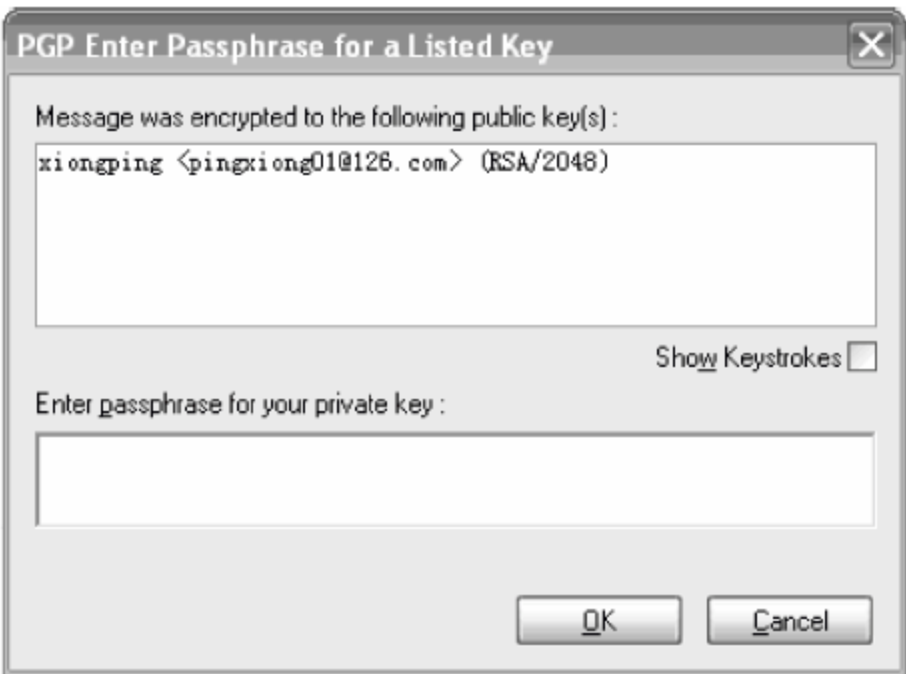 PGP Enter Passphrase for a Listed Key
Message was encrypted to the following public key(s) :
xiongping <pingxiong01@126.com> (RSA/2048)
Show Keystrokes
Enter passphrase for your private key :
OK
Cancel